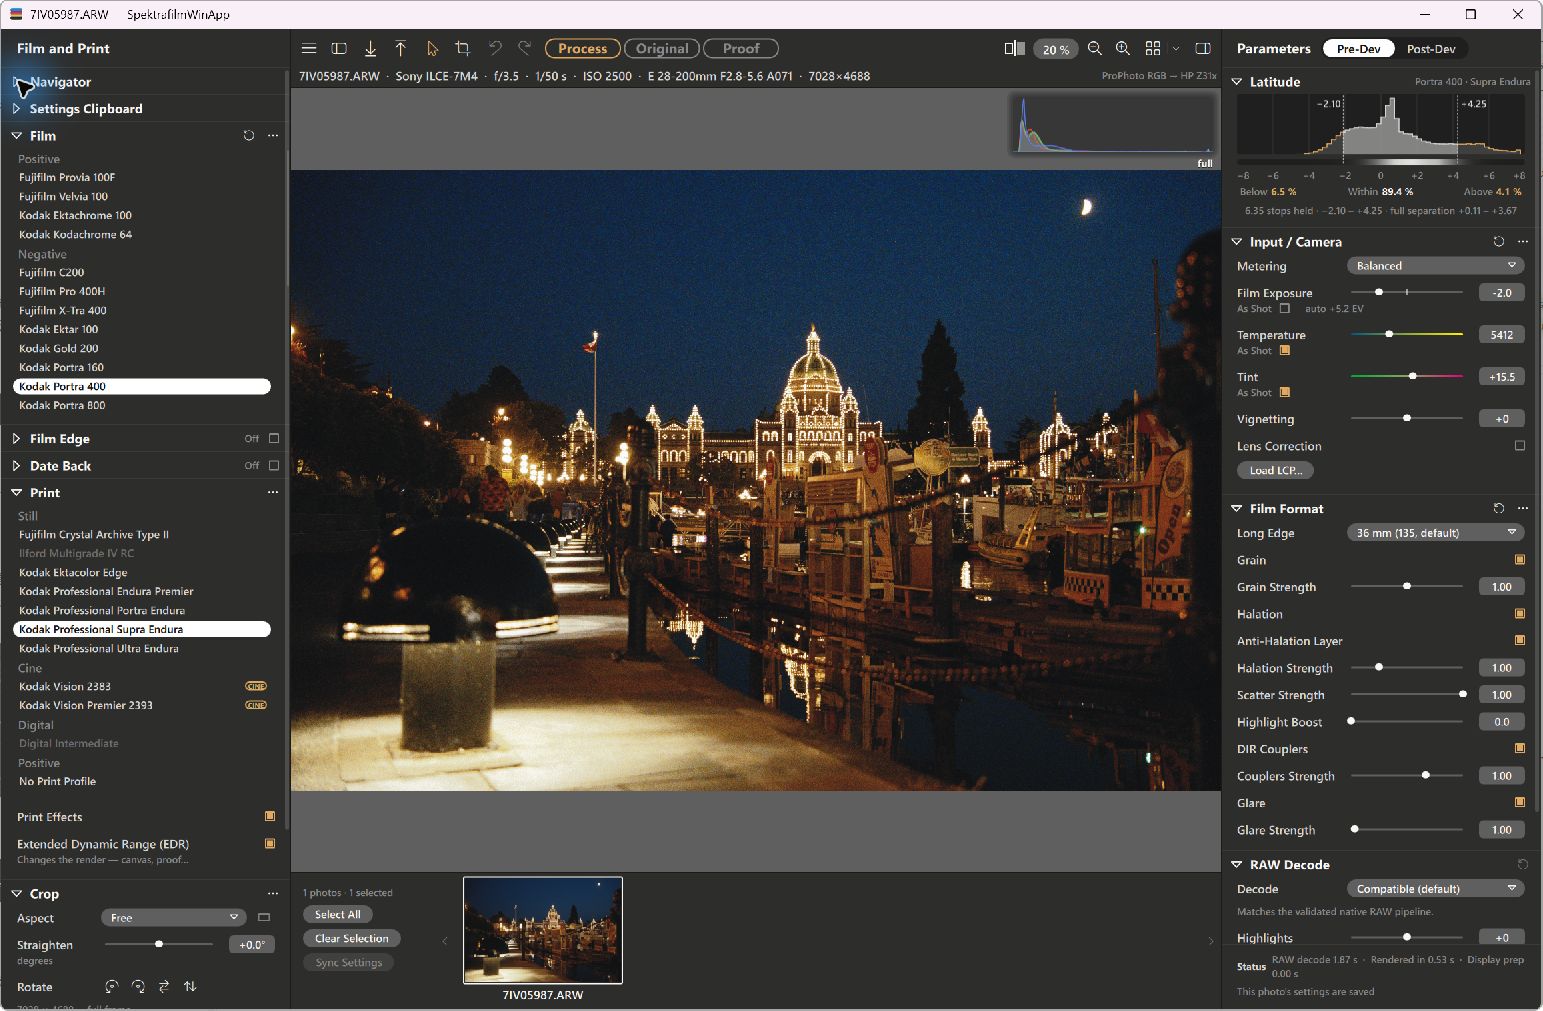 7IV05987.ARW SpektrafilmWinApp
Film and Print
Navigator
Settings Clipboard
Film
Positive
Fujifilm Provia 100F
Fujifilm Velvia 100
Kodak Ektachrome 100
Kodak Kodachrome 64
Negative
Fujifilm C200
Fujifilm Pro 400H
Fujifilm X-Tra 400
Kodak Ektar 100
Kodak Gold 200
Kodak Portra 160
Kodak Portra 400
Kodak Portra 800
Film Edge Off
Date Back Off
Print
Still
Fujifilm Crystal Archive Type II
Ilford Multigrade IV RC
Kodak Ektacolor Edge
Kodak Professional Endura Premier
Kodak Professional Portra Endura
Kodak Professional Supra Endura
Kodak Professional Ultra Endura
Cine
Kodak Vision 2383 CINE
Kodak Vision Premier 2393 CINE
Digital
Digital Intermediate
Positive
No Print Profile
Print Effects
Extended Dynamic Range (EDR)
Changes the render — canvas, proof...
Crop
Aspect Free
Straighten +0.0°
degrees
Rotate
Process Original Proof 20 %
7IV05987.ARW · Sony ILCE-7M4 · f/3.5 · 1/50 s · ISO 2500 · E 28-200mm F2.8-5.6 A071 · 7028×4688 ProPhoto RGB → HP Z31x
full
Open
1 photos · 1 selected
Select All
Clear Selection
Sync Settings
7IV05987.ARW
Parameters Pre-Dev Post-Dev
Latitude Portra 400 · Supra Endura
−2.10 +4.25
−8 −6 −4 −2 0 +2 +4 +6 +8
Below 6.5 % Within 89.4 % Above 4.1 %
6.35 stops held · −2.10 – +4.25 · full separation +0.11 – +3.67
Input / Camera
Metering Balanced
Film Exposure -2.0
As Shot auto +5.2 EV
Temperature 5412
As Shot
Tint +15.5
As Shot
Vignetting +0
Lens Correction
Load LCP...
Film Format
Long Edge 36 mm (135, default)
Grain
Grain Strength 1.00
Halation
Anti-Halation Layer
Halation Strength 1.00
Scatter Strength 1.00
Highlight Boost 0.0
DIR Couplers
Couplers Strength 1.00
Glare
Glare Strength 1.00
RAW Decode
Decode Compatible (default)
Matches the validated native RAW pipeline.
Highlights +0
Status RAW decode 1.87 s · Rendered in 0.53 s · Display prep
0.00 s
This photo's settings are saved